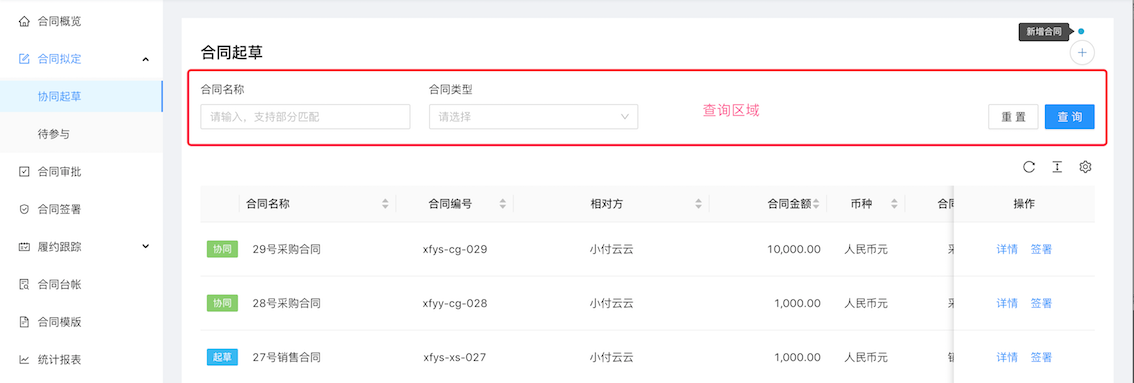 合同概览
合同拟定
协同起草
待参与
合同审批
合同签署
履约跟踪
合同台帐
合同模版
统计报表
新增合同
合同起草
合同名称 合同类型
请输入，支持部分匹配 请选择 查询区域 重置 查询
合同名称 合同编号 相对方 合同金额 币种 合同 操作
协同 29号采购合同 xfys-cg-029 小付云云 10,000.00 人民币元 详情 签署
协同 28号采购合同 xfyy-cg-028 小付云云 1,000.00 人民币元 详情 签署
起草 27号销售合同 xfys-xs-027 小付云云 1,000.00 人民币元 详情 签署